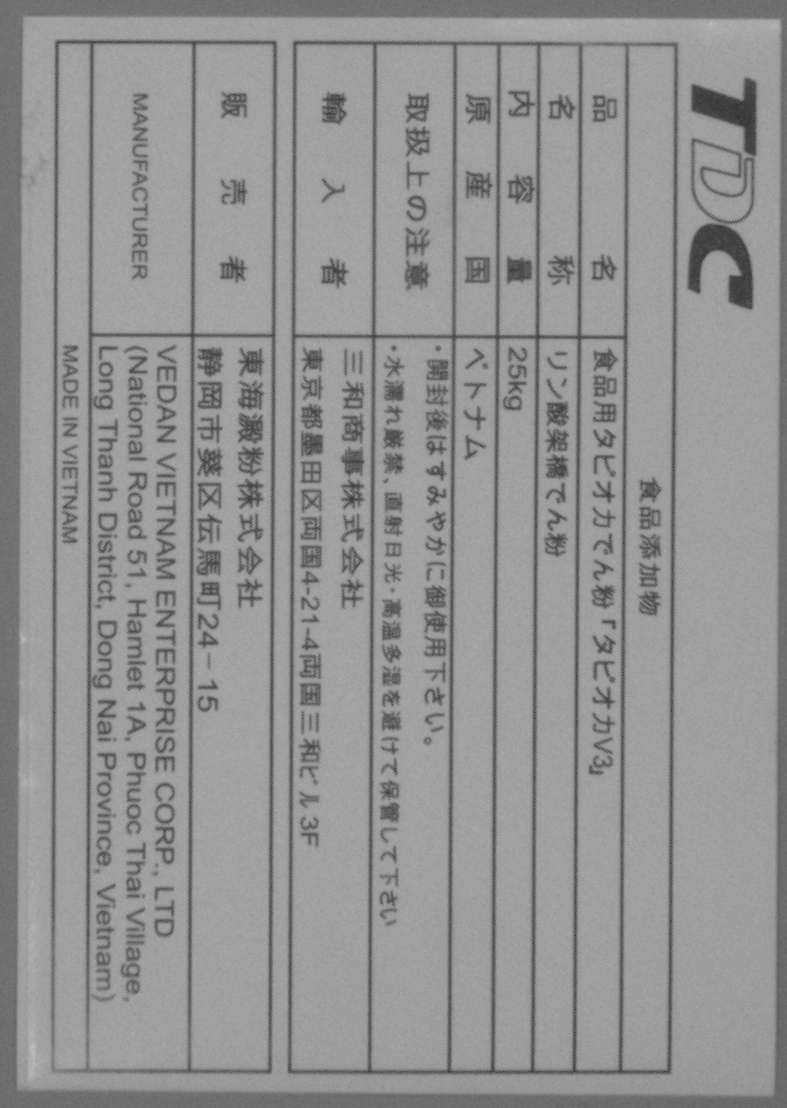 TDC
食品添加物
品名 食品用タピオカでん粉「タピオカV3」
名称 リン酸架橋でん粉
内容量 25kg
原産国 ベトナム
取扱上の注意
・開封後はすみやかに御使用下さい。
・水濡れ厳禁、直射日光・高温多湿を避けて保管して下さい
輸入者
三和商事株式会社
東京都墨田区両国4-21-4両国三和ビル3F
販売者
東海澱粉株式会社
静岡市葵区伝馬町24－15
MANUFACTURER
VEDAN VIETNAM ENTERPRISE CORP., LTD
(National Road 51, Hamlet 1A, Phuoc Thai Village,
Long Thanh District, Dong Nai Province, Vietnam)
MADE IN VIETNAM